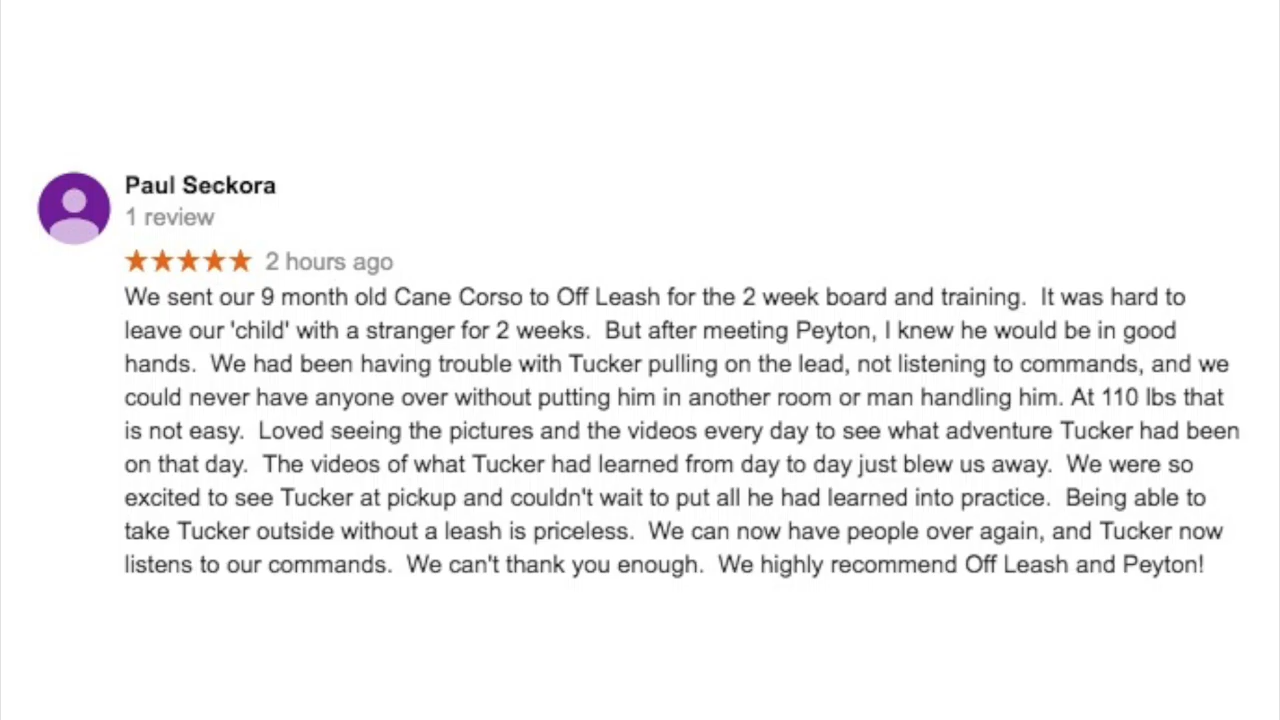 Paul Seckora
1 review
2 hours ago
We sent our 9 month old Cane Corso to Off Leash for the 2 week board and training.  It was hard to
leave our 'child' with a stranger for 2 weeks.  But after meeting Peyton, I knew he would be in good
hands.  We had been having trouble with Tucker pulling on the lead, not listening to commands, and we
could never have anyone over without putting him in another room or man handling him. At 110 lbs that
is not easy.  Loved seeing the pictures and the videos every day to see what adventure Tucker had been
on that day.  The videos of what Tucker had learned from day to day just blew us away.  We were so
excited to see Tucker at pickup and couldn't wait to put all he had learned into practice.  Being able to
take Tucker outside without a leash is priceless.  We can now have people over again, and Tucker now
listens to our commands.  We can't thank you enough.  We highly recommend Off Leash and Peyton!